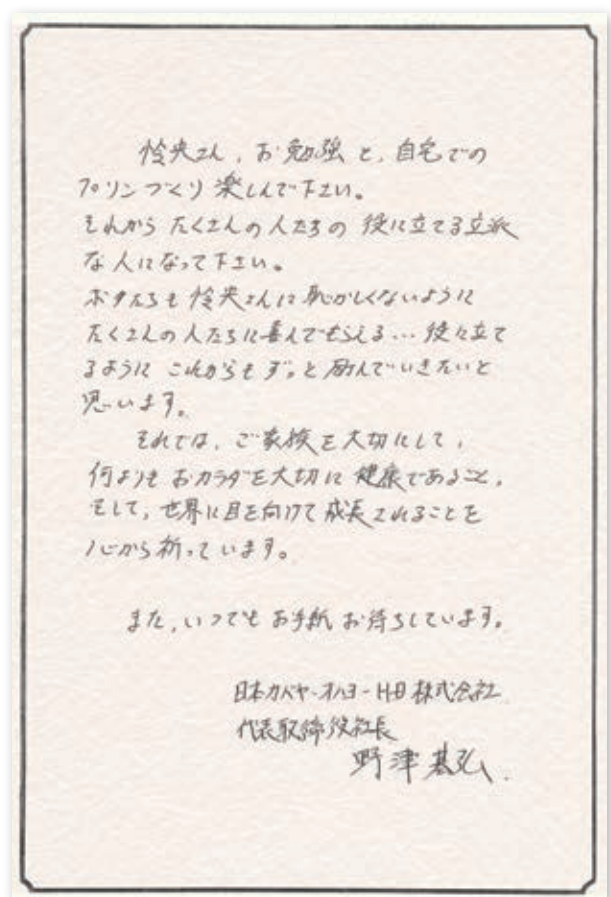 怜央さん、お勉強と、自宅での
プリンづくり楽しんで下さい。
それからたくさんの人たちの役に立てる立派
な人になって下さい。
ボクたちも怜央さんに恥かしくないように
たくさんの人たちに喜んでもらえる…役に立て
るように これからもずっと励んでいきたいと
思います。
それでは、ご家族を大切にして、
何よりもおカラダを大切に健康であること、
そして、世界に目を向けて成長されることを
心から祈っています。
また、いつでもお手紙お待ちしています。
日本カバヤ・オハヨーHD株式会社
代表取締役社長
野津基弘